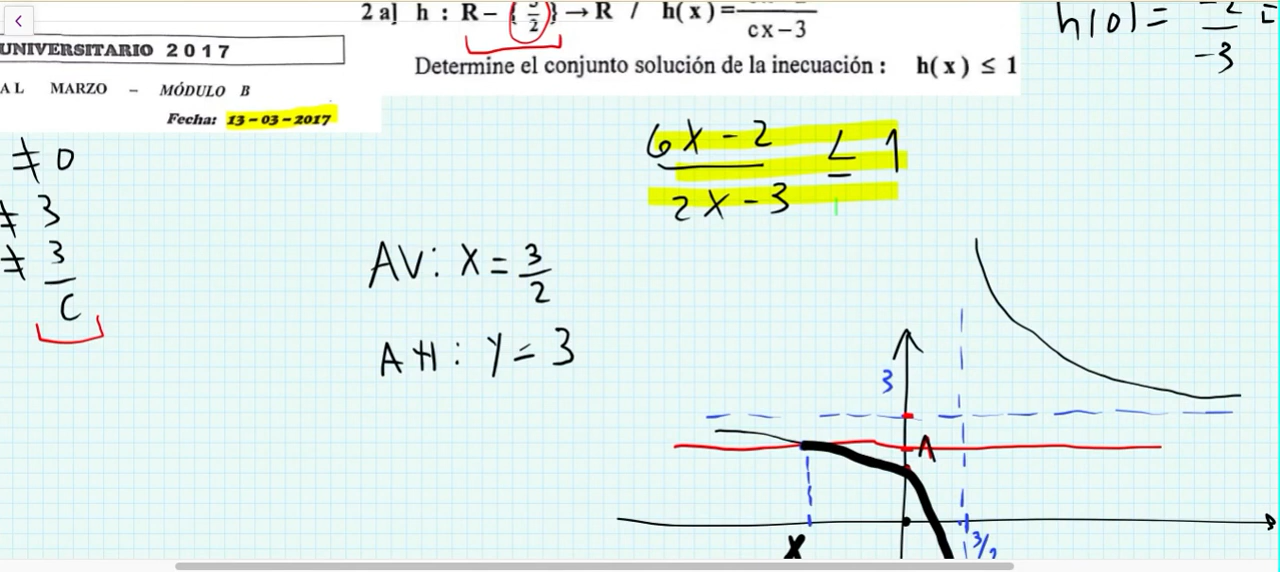 2 a] h : R – { 3/2 } → R / h( x ) =
cx – 3
Determine el conjunto solución de la inecuación : h( x ) ≤ 1
UNIVERSITARIO 2017
AL MARZO – MÓDULO B
Fecha: 13 – 03 – 2017
h(0) = -2/-3 =
≠ 0
≠ 3
≠ 3/C
6X - 2
≤ 1
2X - 3
AV: X = 3/2
AH: Y = 3
3
1
X
3/2